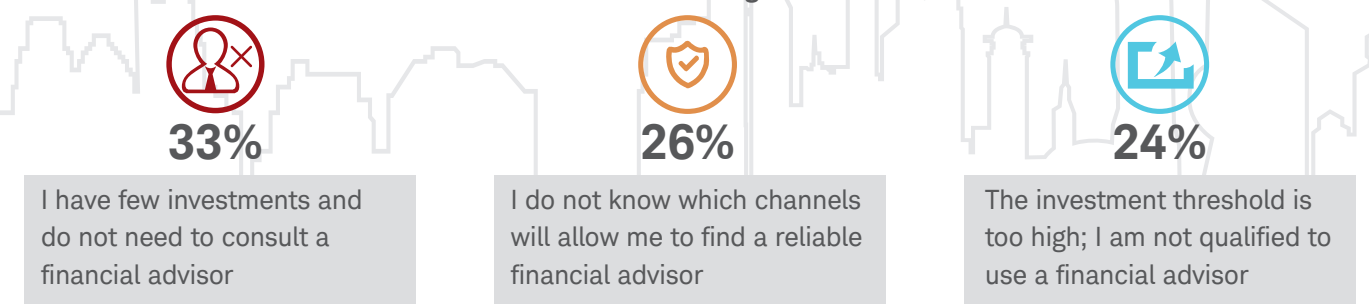 33%
I have few investments and
do not need to consult a
financial advisor
26%
I do not know which channels
will allow me to find a reliable
financial advisor
24%
The investment threshold is
too high; I am not qualified to
use a financial advisor